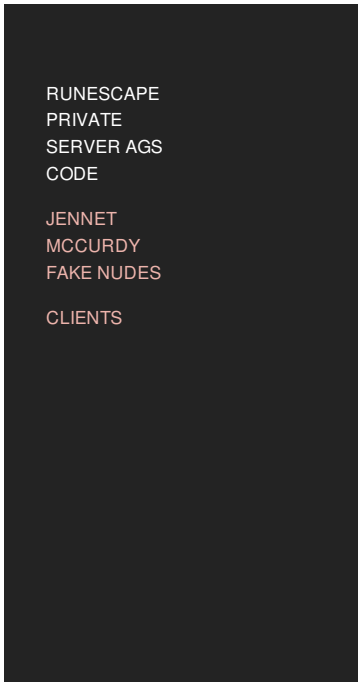 RUNESCAPE
PRIVATE
SERVER AGS
CODE
JENNET
MCCURDY
FAKE NUDES
CLIENTS